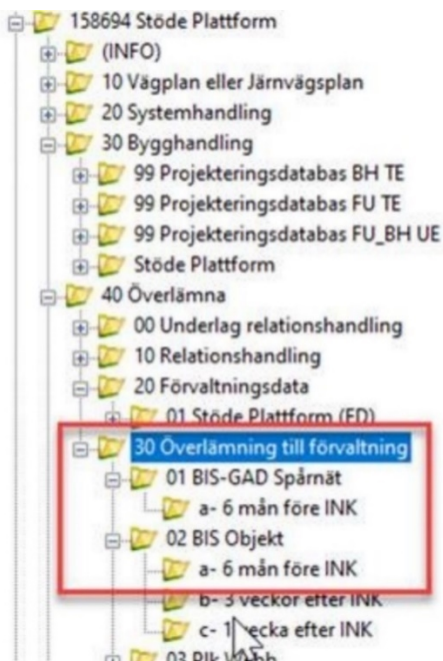 158694 Stöde Plattform
(INFO)
10 Vägplan eller Järnvägsplan
20 Systemhandling
30 Bygghandling
99 Projekteringsdatabas BH TE
99 Projekteringsdatabas FU TE
99 Projekteringsdatabas FU_BH UE
Stöde Plattform
40 Överlämna
00 Underlag relationshandling
10 Relationshandling
20 Förvaltningsdata
01 Stöde Plattform (FD)
30 Överlämning till förvaltning
01 BIS-GAD Spårnät
a- 6 mån före INK
02 BIS Objekt
a- 6 mån före INK
b- 3 veckor efter INK
c- 1 vecka efter INK
03